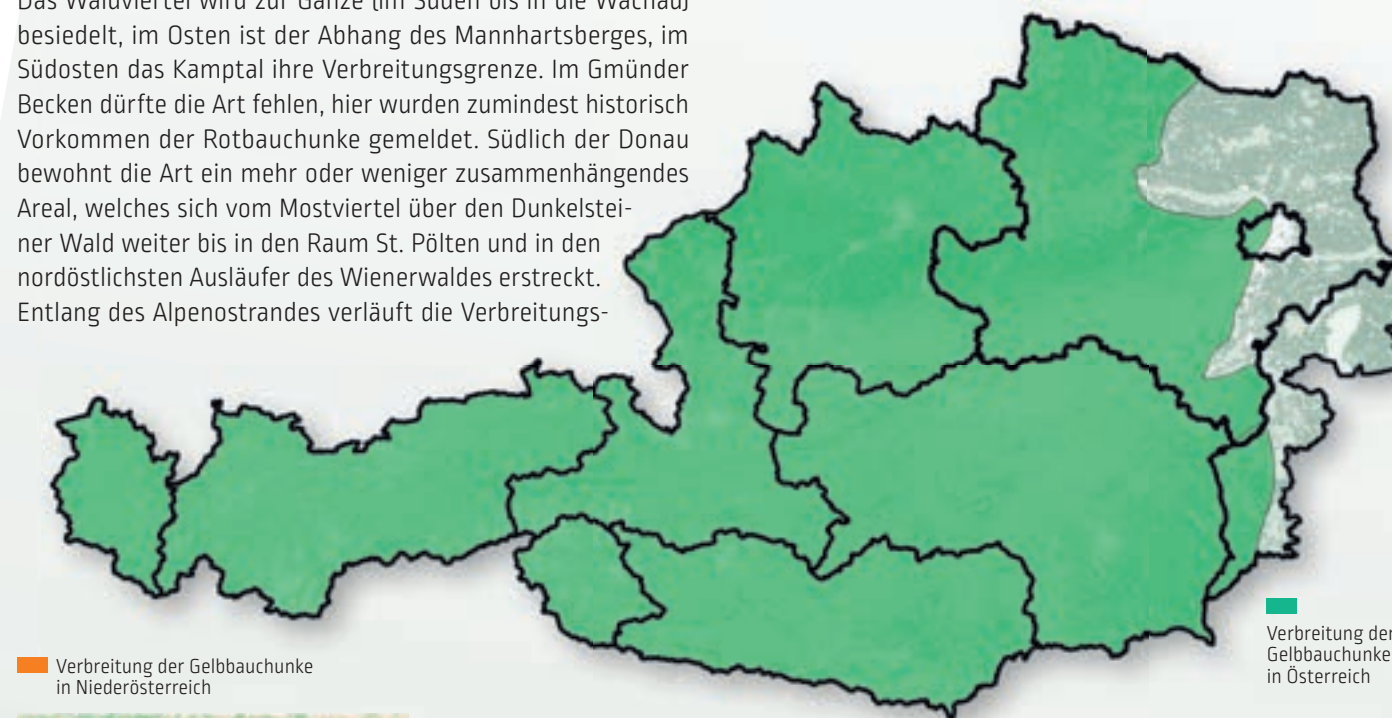 Das Waldviertel wird zur Gänze (im Süden bis in die Wachau)
besiedelt, im Osten ist der Abhang des Mannhartsberges, im
Südosten das Kamptal ihre Verbreitungsgrenze. Im Gmünder
Becken dürfte die Art fehlen, hier wurden zumindest historisch
Vorkommen der Rotbauchunke gemeldet. Südlich der Donau
bewohnt die Art ein mehr oder weniger zusammenhängendes
Areal, welches sich vom Mostviertel über den Dunkelstei-
ner Wald weiter bis in den Raum St. Pölten und in den
nordöstlichsten Ausläufer des Wienerwaldes erstreckt.
Entlang des Alpenostrandes verläuft die Verbreitungs-
Verbreitung der Gelbbauchunke
in Niederösterreich
Verbreitung der
Gelbbauchunke
in Österreich